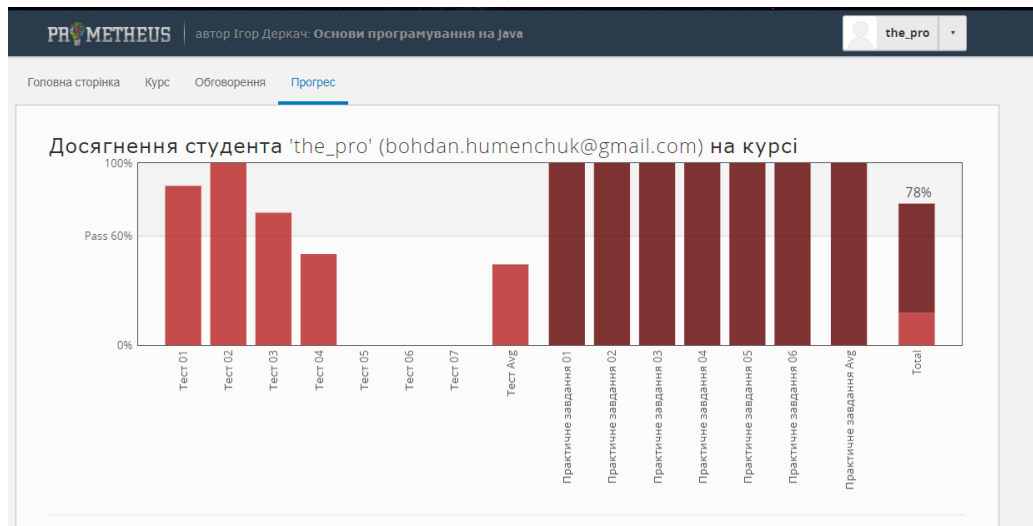 PROMETHEUS
автор Ігор Деркач: Основи програмування на Java
the_pro
Головна сторінка
Курс
Обговорення
Прогрес
Досягнення студента 'the_pro' (bohdan.humenchuk@gmail.com) на курсі
100%
Pass 60%
0%
78%
Тест 01
Тест 02
Тест 03
Тест 04
Тест 05
Тест 06
Тест 07
Тест Avg
Практичне завдання 01
Практичне завдання 02
Практичне завдання 03
Практичне завдання 04
Практичне завдання 05
Практичне завдання 06
Практичне завдання Avg
Total